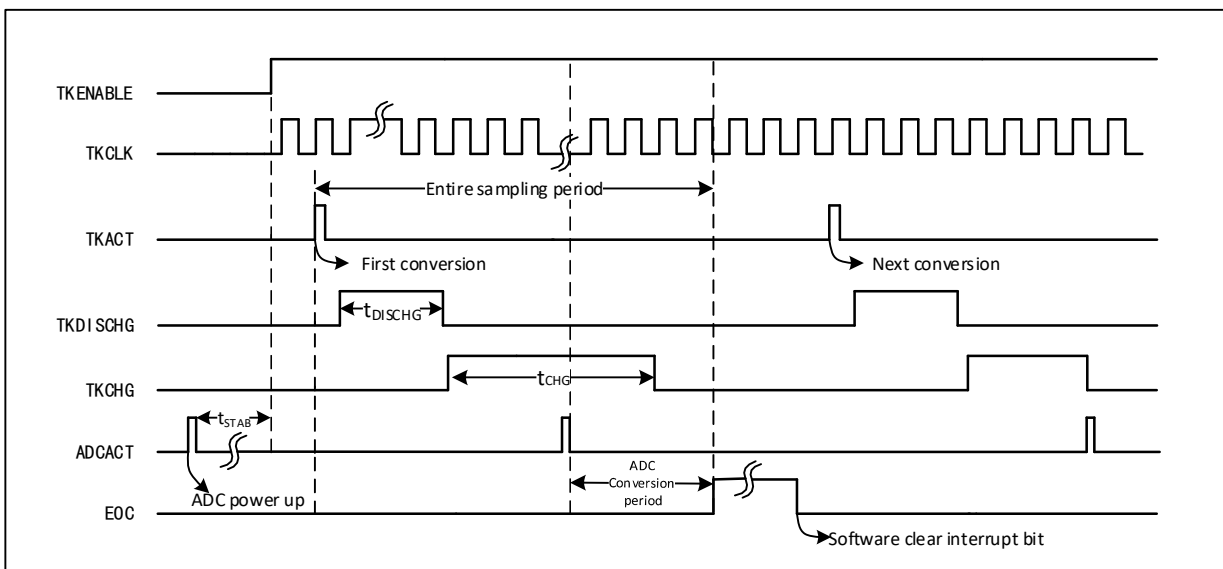 TKENABLE
TKCLK
Entire sampling period
TKACT
First conversion
Next conversion
TKDISCHG
tDISCHG
TKCHG
tCHG
tSTAB
ADCACT
ADC
Conversion
period
ADC power up
EOC
Software clear interrupt bit